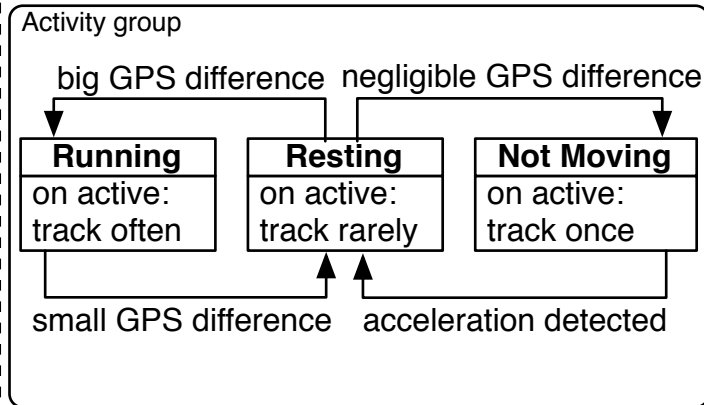 Activity group
big GPS difference
negligible GPS difference
Running
on active:
track often
Resting
on active:
track rarely
Not Moving
on active:
track once
small GPS difference
acceleration detected